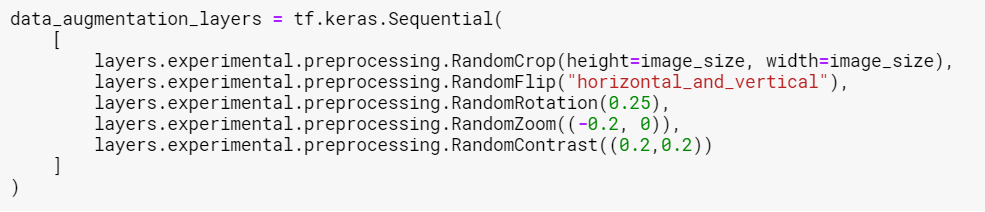 data_augmentation_layers = tf.keras.Sequential(
    [
        layers.experimental.preprocessing.RandomCrop(height=image_size, width=image_size),
        layers.experimental.preprocessing.RandomFlip("horizontal_and_vertical"),
        layers.experimental.preprocessing.RandomRotation(0.25),
        layers.experimental.preprocessing.RandomZoom((-0.2, 0)),
        layers.experimental.preprocessing.RandomContrast((0.2,0.2))
    ]
)